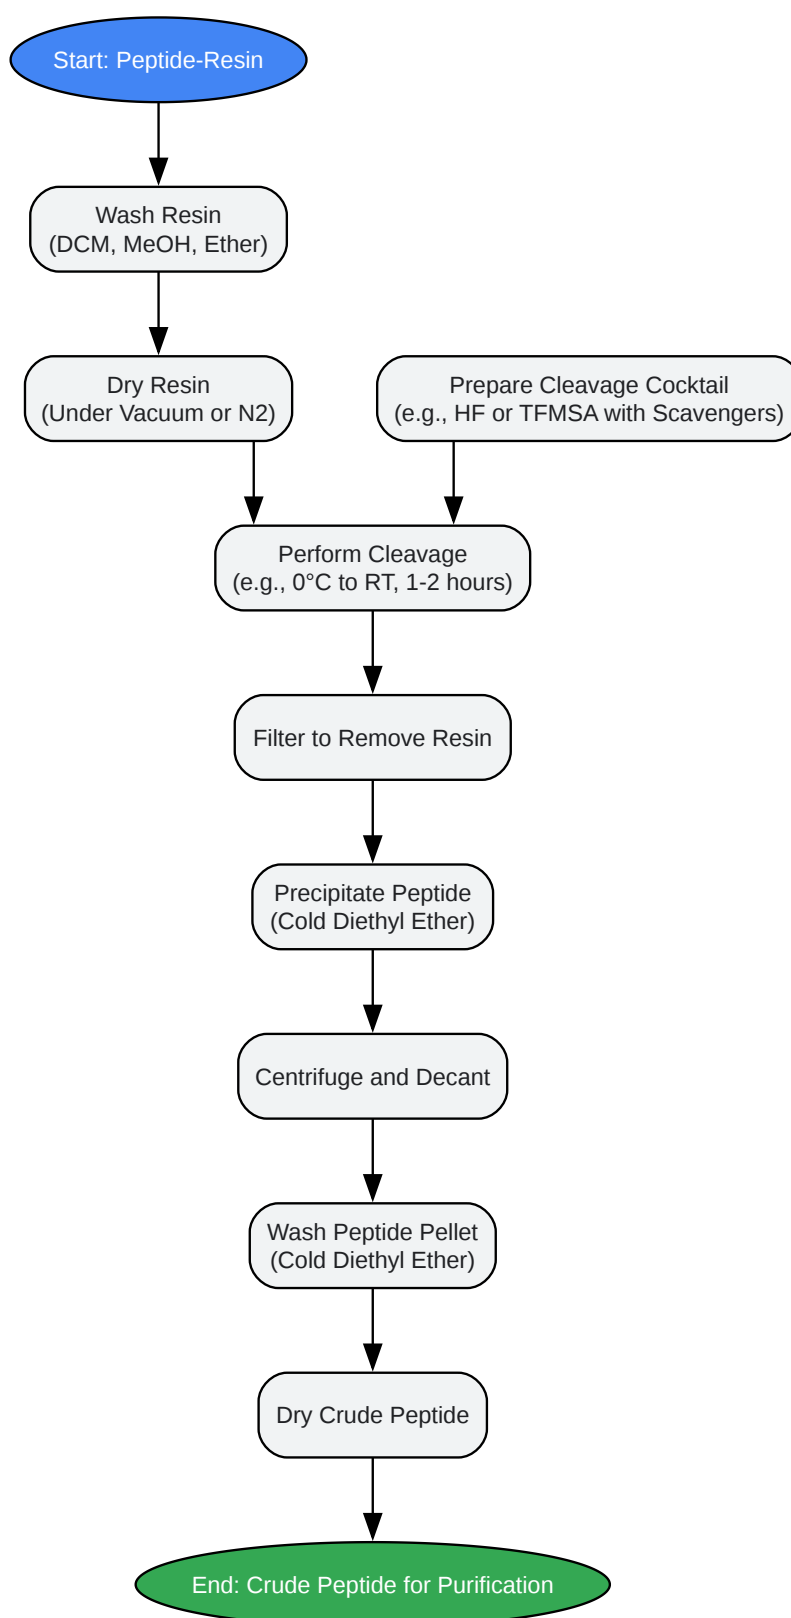 Start: Peptide-Resin
Wash Resin
(DCM, MeOH, Ether)
Dry Resin
(Under Vacuum or N2)
Prepare Cleavage Cocktail
(e.g., HF or TFMSA with Scavengers)
Perform Cleavage
(e.g., 0°C to RT, 1-2 hours)
Filter to Remove Resin
Precipitate Peptide
(Cold Diethyl Ether)
Centrifuge and Decant
Wash Peptide Pellet
(Cold Diethyl Ether)
Dry Crude Peptide
End: Crude Peptide for Purification